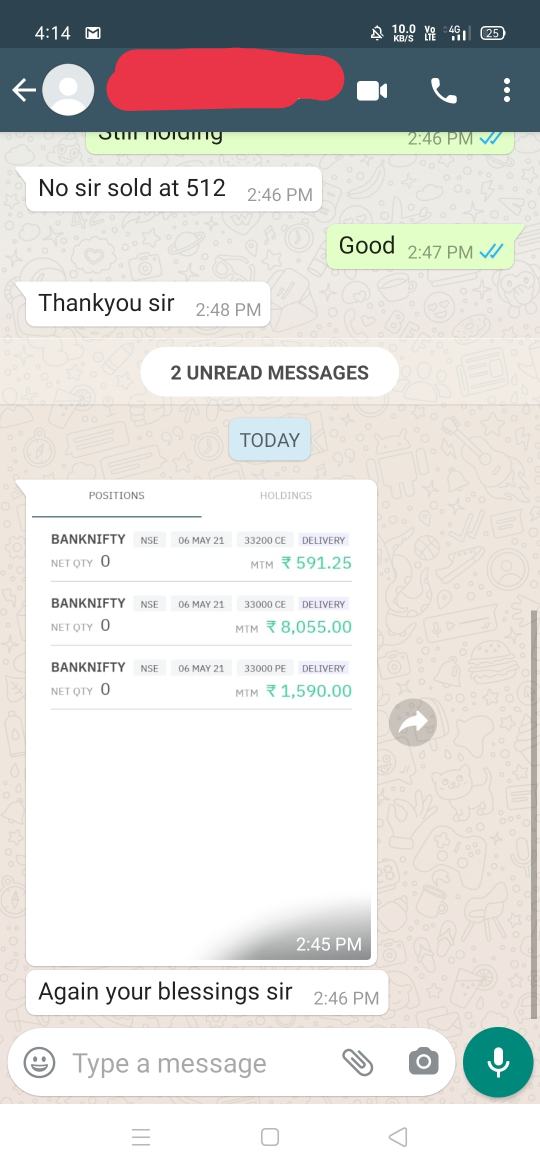 4:14 10.0 KB/S Vo LTE 4G 25
Still holding 2:46 PM
No sir sold at 512 2:46 PM
Good 2:47 PM
Thankyou sir 2:48 PM
2 UNREAD MESSAGES
TODAY
POSITIONS HOLDINGS
BANKNIFTY NSE 06 MAY 21 33200 CE DELIVERY
NET QTY 0 MTM ₹ 591.25
BANKNIFTY NSE 06 MAY 21 33000 CE DELIVERY
NET QTY 0 MTM ₹ 8,055.00
BANKNIFTY NSE 06 MAY 21 33000 PE DELIVERY
NET QTY 0 MTM ₹ 1,590.00
2:45 PM
Again your blessings sir 2:46 PM
Type a message